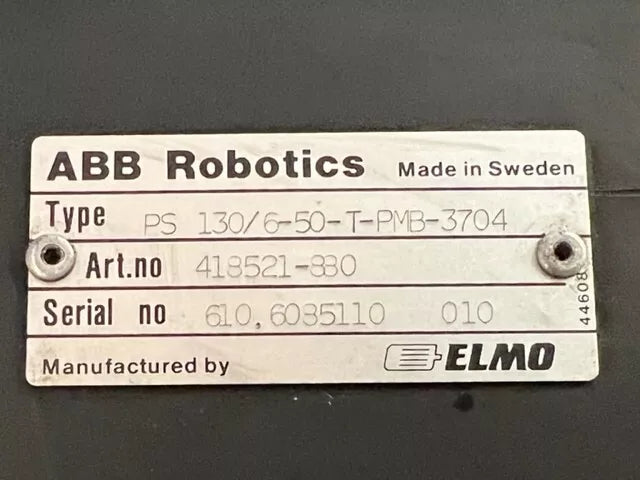 ABB Robotics Made in Sweden
Type PS 130/6-50-T-PMB-3704
Art.no 418521-880
Serial no 610.6085110 010
Manufactured by ELMO
44608